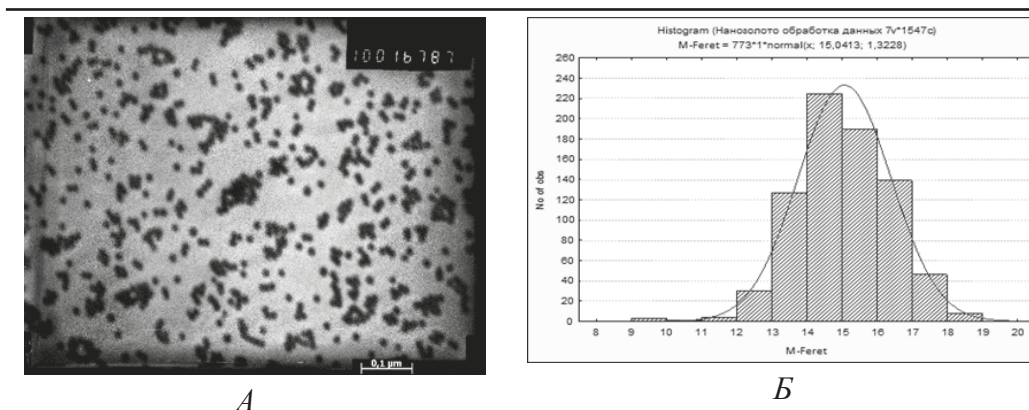 10016787
0,1 µm
А
Histogram (Нанозолото обработка данных 7v*1547c)
M-Feret = 773*1*normal(x; 15,0413; 1,3228)
No of obs
260
240
220
200
180
160
140
120
100
80
60
40
20
0
8 9 10 11 12 13 14 15 16 17 18 19 20
M-Feret
Б